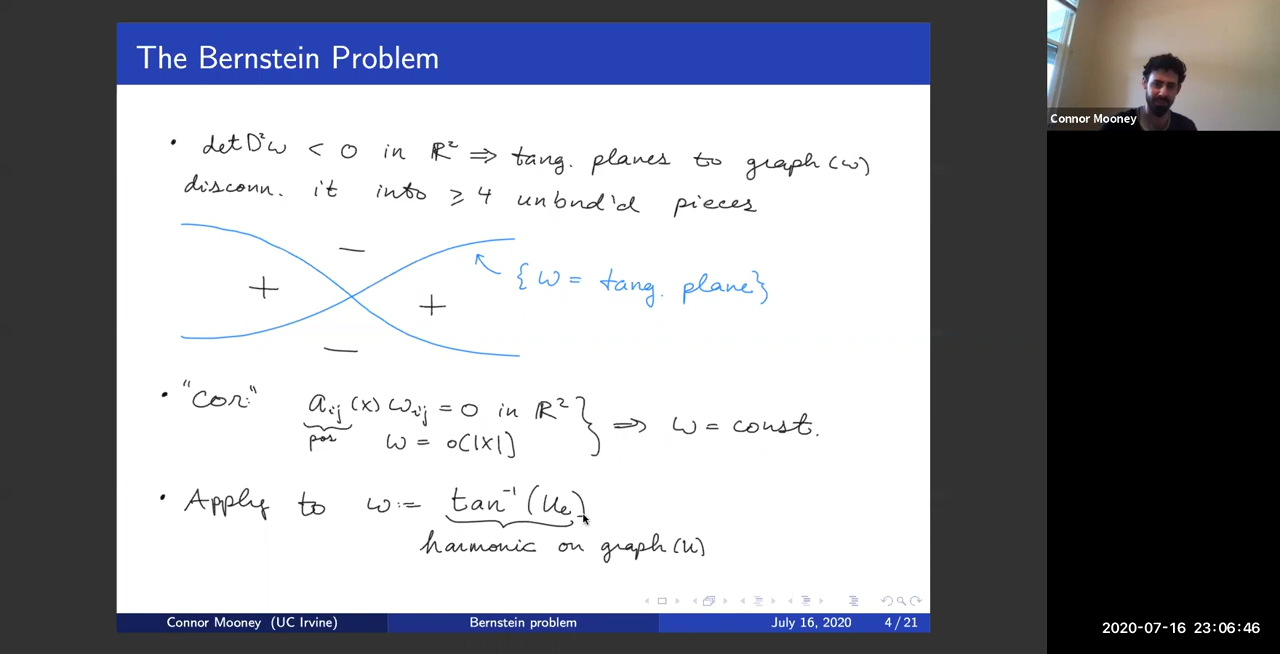 The Bernstein Problem
• det D²w < 0 in ℝ² ⇒ tang. planes to graph(w)
disconn. it into ≥ 4 unbnd'd pieces
−
+
+
−
{w = tang. plane}
• "Cor." a_ij(x) w_ij = 0 in ℝ²
pos
w = o(|x|)
} ⇒ w = const.
• Apply to w := tan⁻¹(u_e)
harmonic on graph(u)
Connor Mooney (UC Irvine) Bernstein problem July 16, 2020 4 / 21
Connor Mooney
2020-07-16 23:06:46